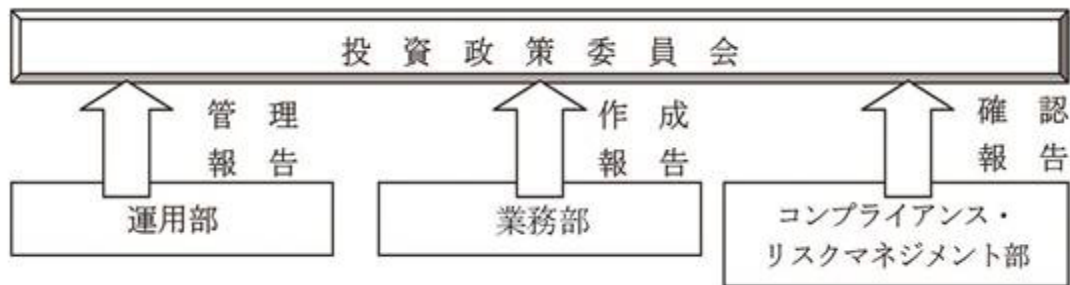 投資政策委員会
管理
報告
作成
報告
確認
報告
運用部
業務部
コンプライアンス・
リスクマネジメント部